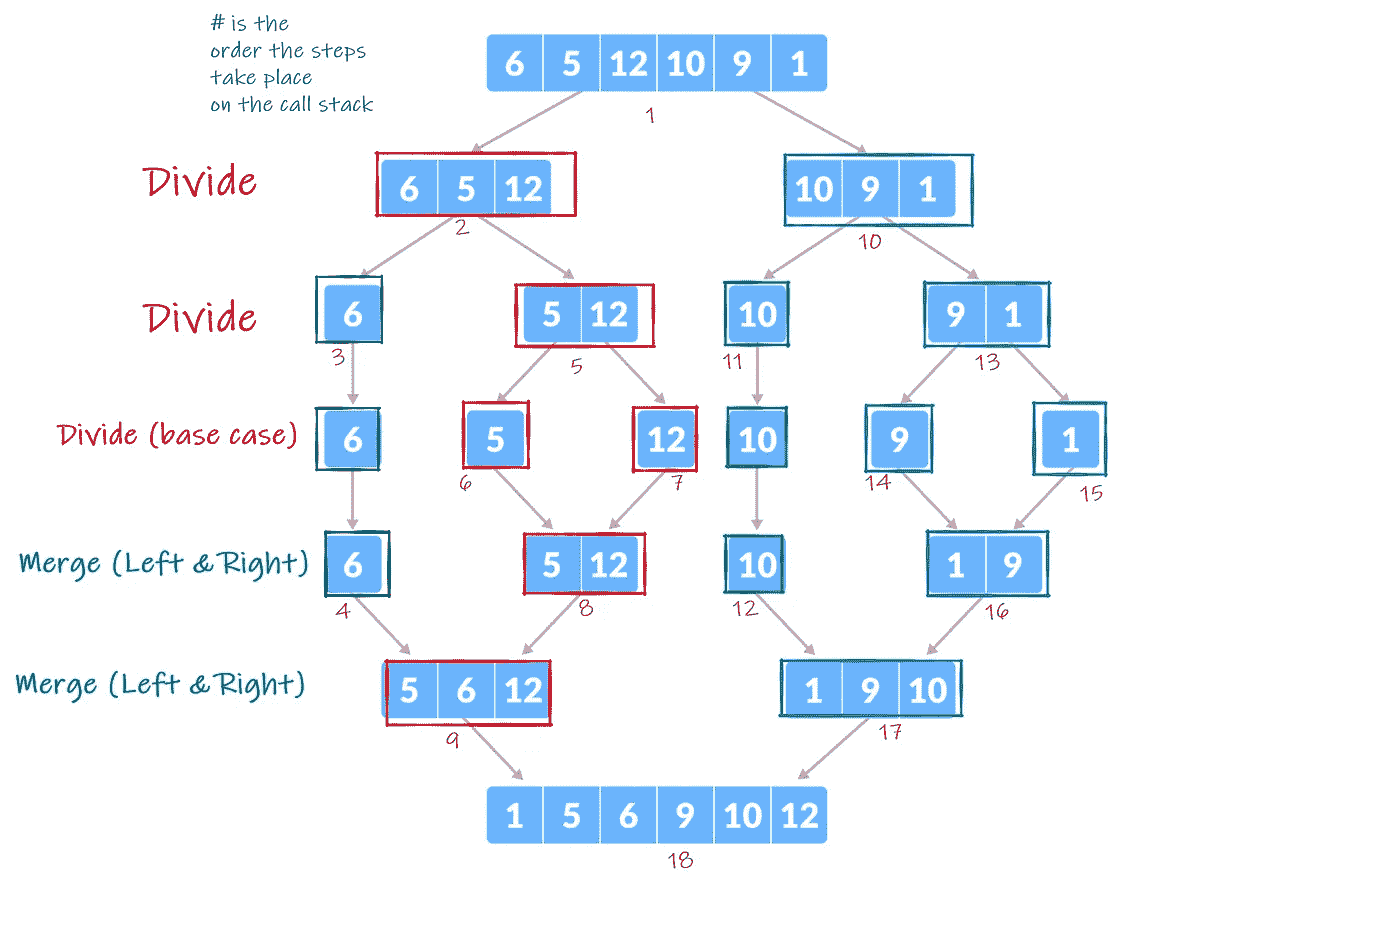 # is the
order the steps
take place
on the call stack
6 5 12 10 9 1
1
Divide
6 5 12
10 9 1
2
10
Divide
6
5 12
10
9 1
3
5
11
13
Divide (base case)
6
5
12
10
9
1
6
7
14
15
Merge (Left & Right)
6
5 12
10
1 9
4
8
12
16
Merge (Left & Right)
5 6 12
1 9 10
9
17
1 5 6 9 10 12
18